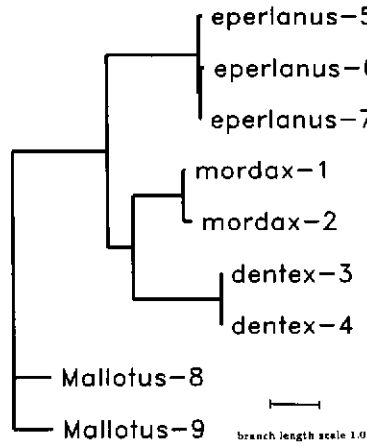 eperlanus-5
eperlanus-6
eperlanus-7
mordax-1
mordax-2
dentex-3
dentex-4
Mallotus-8
Mallotus-9
branch length scale 1.0